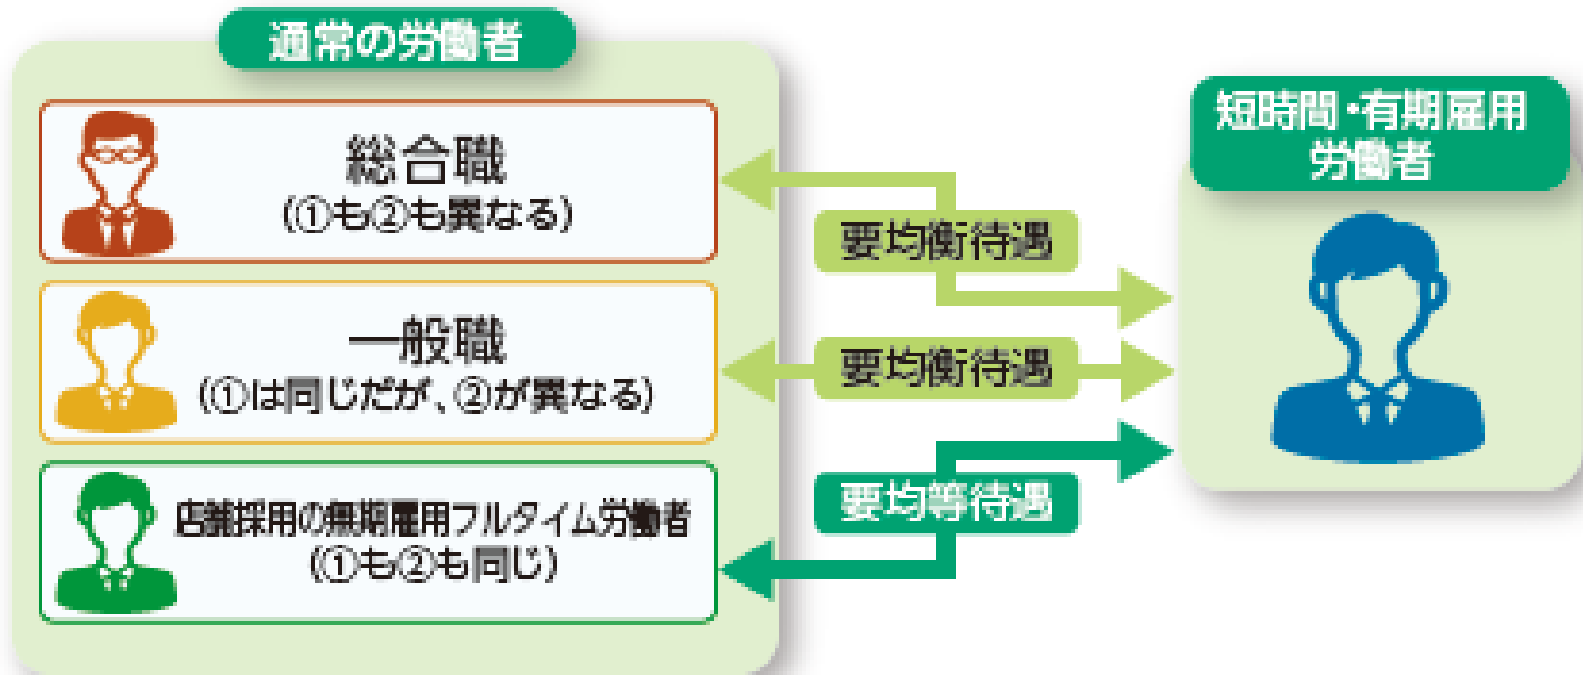 通常の労働者
総合職
（①も②も異なる）
一般職
（①は同じだが、②が異なる）
店舗採用の無期雇用フルタイム労働者
（①も②も同じ）
要均衡待遇
要均衡待遇
要均等待遇
短時間・有期雇用
労働者